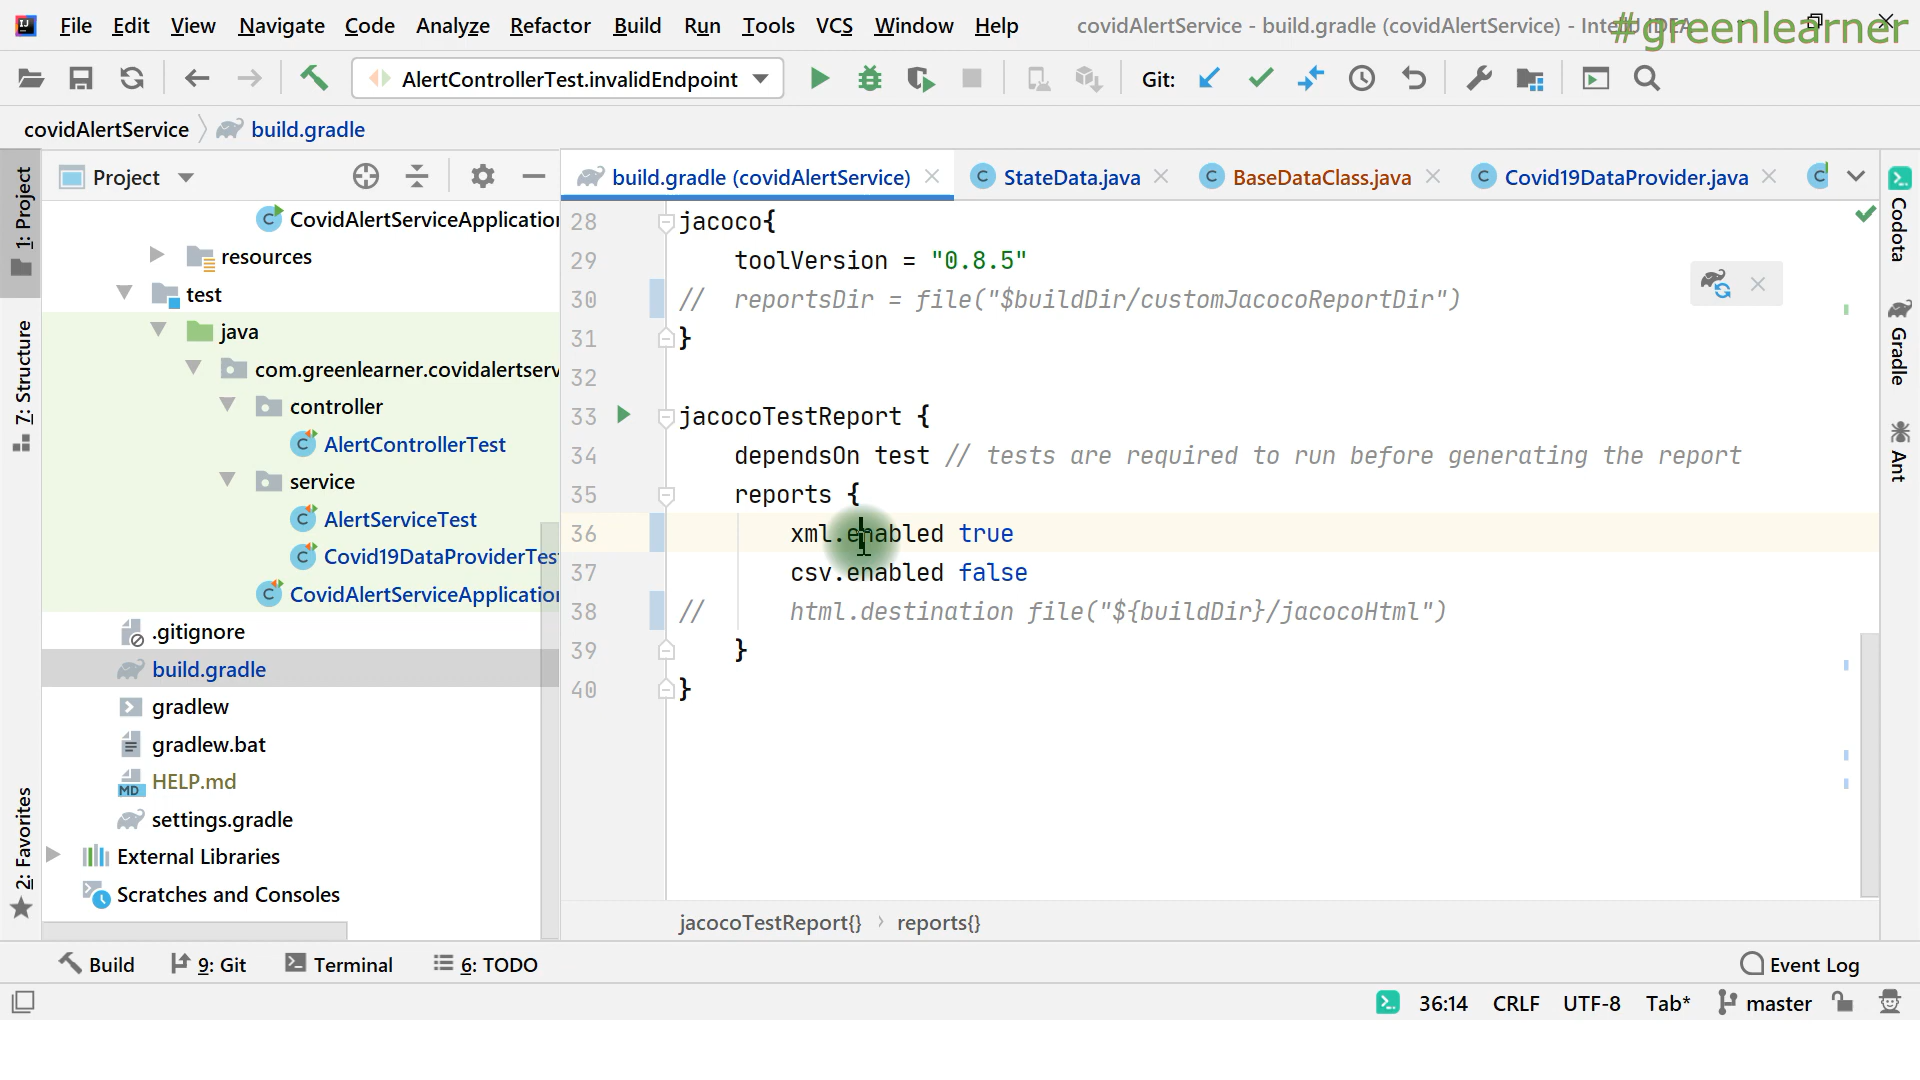 File Edit View Navigate Code Analyze Refactor Build Run Tools VCS Window Help covidAlertService - build.gradle (covidAlertService) -
#greenlearner
AlertControllerTest.invalidEndpoint Git:
covidAlertService build.gradle
1: Project
7: Structure
2: Favorites
Project
CovidAlertServiceApplication
resources
test
java
com.greenlearner.covidalertserv
controller
AlertControllerTest
service
AlertServiceTest
Covid19DataProviderTes
CovidAlertServiceApplication
.gitignore
build.gradle
gradlew
gradlew.bat
MD HELP.md
settings.gradle
External Libraries
Scratches and Consoles
build.gradle (covidAlertService) StateData.java BaseDataClass.java Covid19DataProvider.java
28 jacoco{
29 toolVersion = "0.8.5"
30 // reportsDir = file("$buildDir/customJacocoReportDir")
31 }
32
33 jacocoTestReport {
34 dependsOn test // tests are required to run before generating the report
35 reports {
36 xml.enabled true
37 csv.enabled false
38 // html.destination file("${buildDir}/jacocoHtml")
39 }
40 }
jacocoTestReport{} › reports{}
Codota
Gradle
Ant
Build 9: Git Terminal 6: TODO Event Log
36:14 CRLF UTF-8 Tab* master